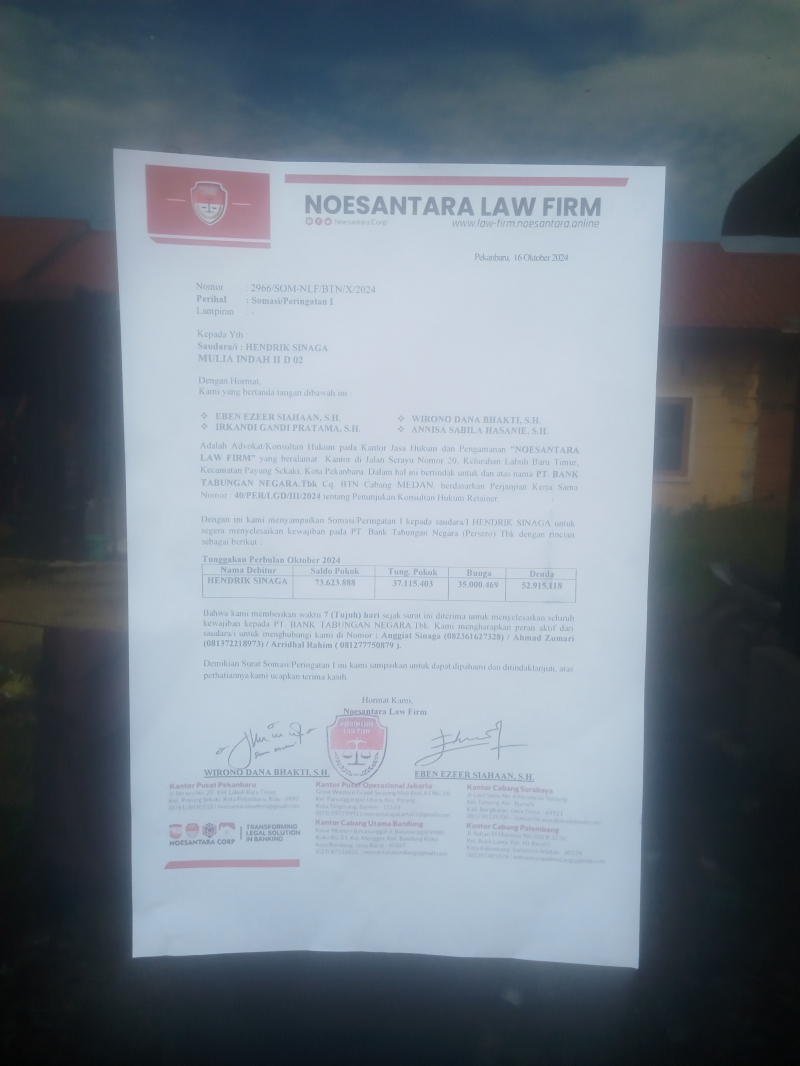 NOESANTARA LAW FIRM
Noesantara Corp
www.law-firm.noesantara.online
Pekanbaru, 16 Oktober 2024
Nomor : 2966/SOM-NLF/BTN/X/2024
Perihal : Somasi/Peringatan I
Lampiran : -
Kepada Yth :
Saudara/i : HENDRIK SINAGA
MULIA INDAH II D 02
Dengan Hormat,
Kami yang bertanda tangan dibawah ini
❖ EBEN EZEER SIAHAAN, S.H. ❖ WIRONO DANA BHAKTI, S.H.
❖ IRKANDI GANDI PRATAMA, S.H. ❖ ANNISA SABILA HASANIE, S.H.
Adalah Advokat/Konsultan Hukum pada Kantor Jasa Hukum dan Pengamanan "NOESANTARA
LAW FIRM" yang beralamat Kantor di Jalan Serayu Nomor 20, Kelurahan Labuh Baru Timur,
Kecamatan Payung Sekaki, Kota Pekanbaru. Dalam hal ini bertindak untuk dan atas nama PT. BANK
TABUNGAN NEGARA.Tbk Cq. BTN Cabang MEDAN, berdasarkan Perjanjian Kerja Sama
Nomor : 40/PER/LGD/III/2024 tentang Penunjukan Konsultan Hukum Retainer.
Dengan ini kami menyampaikan Somasi/Peringatan I kepada saudara/I HENDRIK SINAGA untuk
segera menyelesaikan kewajiban pada PT. Bank Tabungan Negara (Persero) Tbk dengan rincian
sebagai berikut :
Tunggakan Perbulan Oktober 2024
Nama Debitur Saldo Pokok Tung. Pokok Bunga Denda
HENDRIK SINAGA 73.623.888 37.115.403 35.000.469 52.915.118
Bahwa kami memberikan waktu 7 (Tujuh) hari sejak surat ini diterima untuk menyelesaikan seluruh
kewajiban kepada PT. BANK TABUNGAN NEGARA.Tbk. Kami mengharapkan peran aktif dari
saudara/i untuk menghubungi kami di Nomor : Anggiat Sinaga (082361627328) / Ahmad Zumari
(081372218973) / Arridhal Rahim ( 081277750879 ).
Demikian Surat Somasi/Peringatan I ini kami sampaikan untuk dapat dipahami dan ditindaklanjuti, atas
perhatiannya kami ucapkan terima kasih.
Hormat Kami,
Noesantara Law Firm
WIRONO DANA BHAKTI, S.H. EBEN EZEER SIAHAAN, S.H.
Kantor Pusat Pekanbaru
Kantor Pusat Operasional Jakarta
Kantor Cabang Surabaya
Kantor Cabang Utama Bandung
Kantor Cabang Palembang
NOESANTARA CORP
TRANSFORMING
LEGAL SOLUTION
IN BANKING